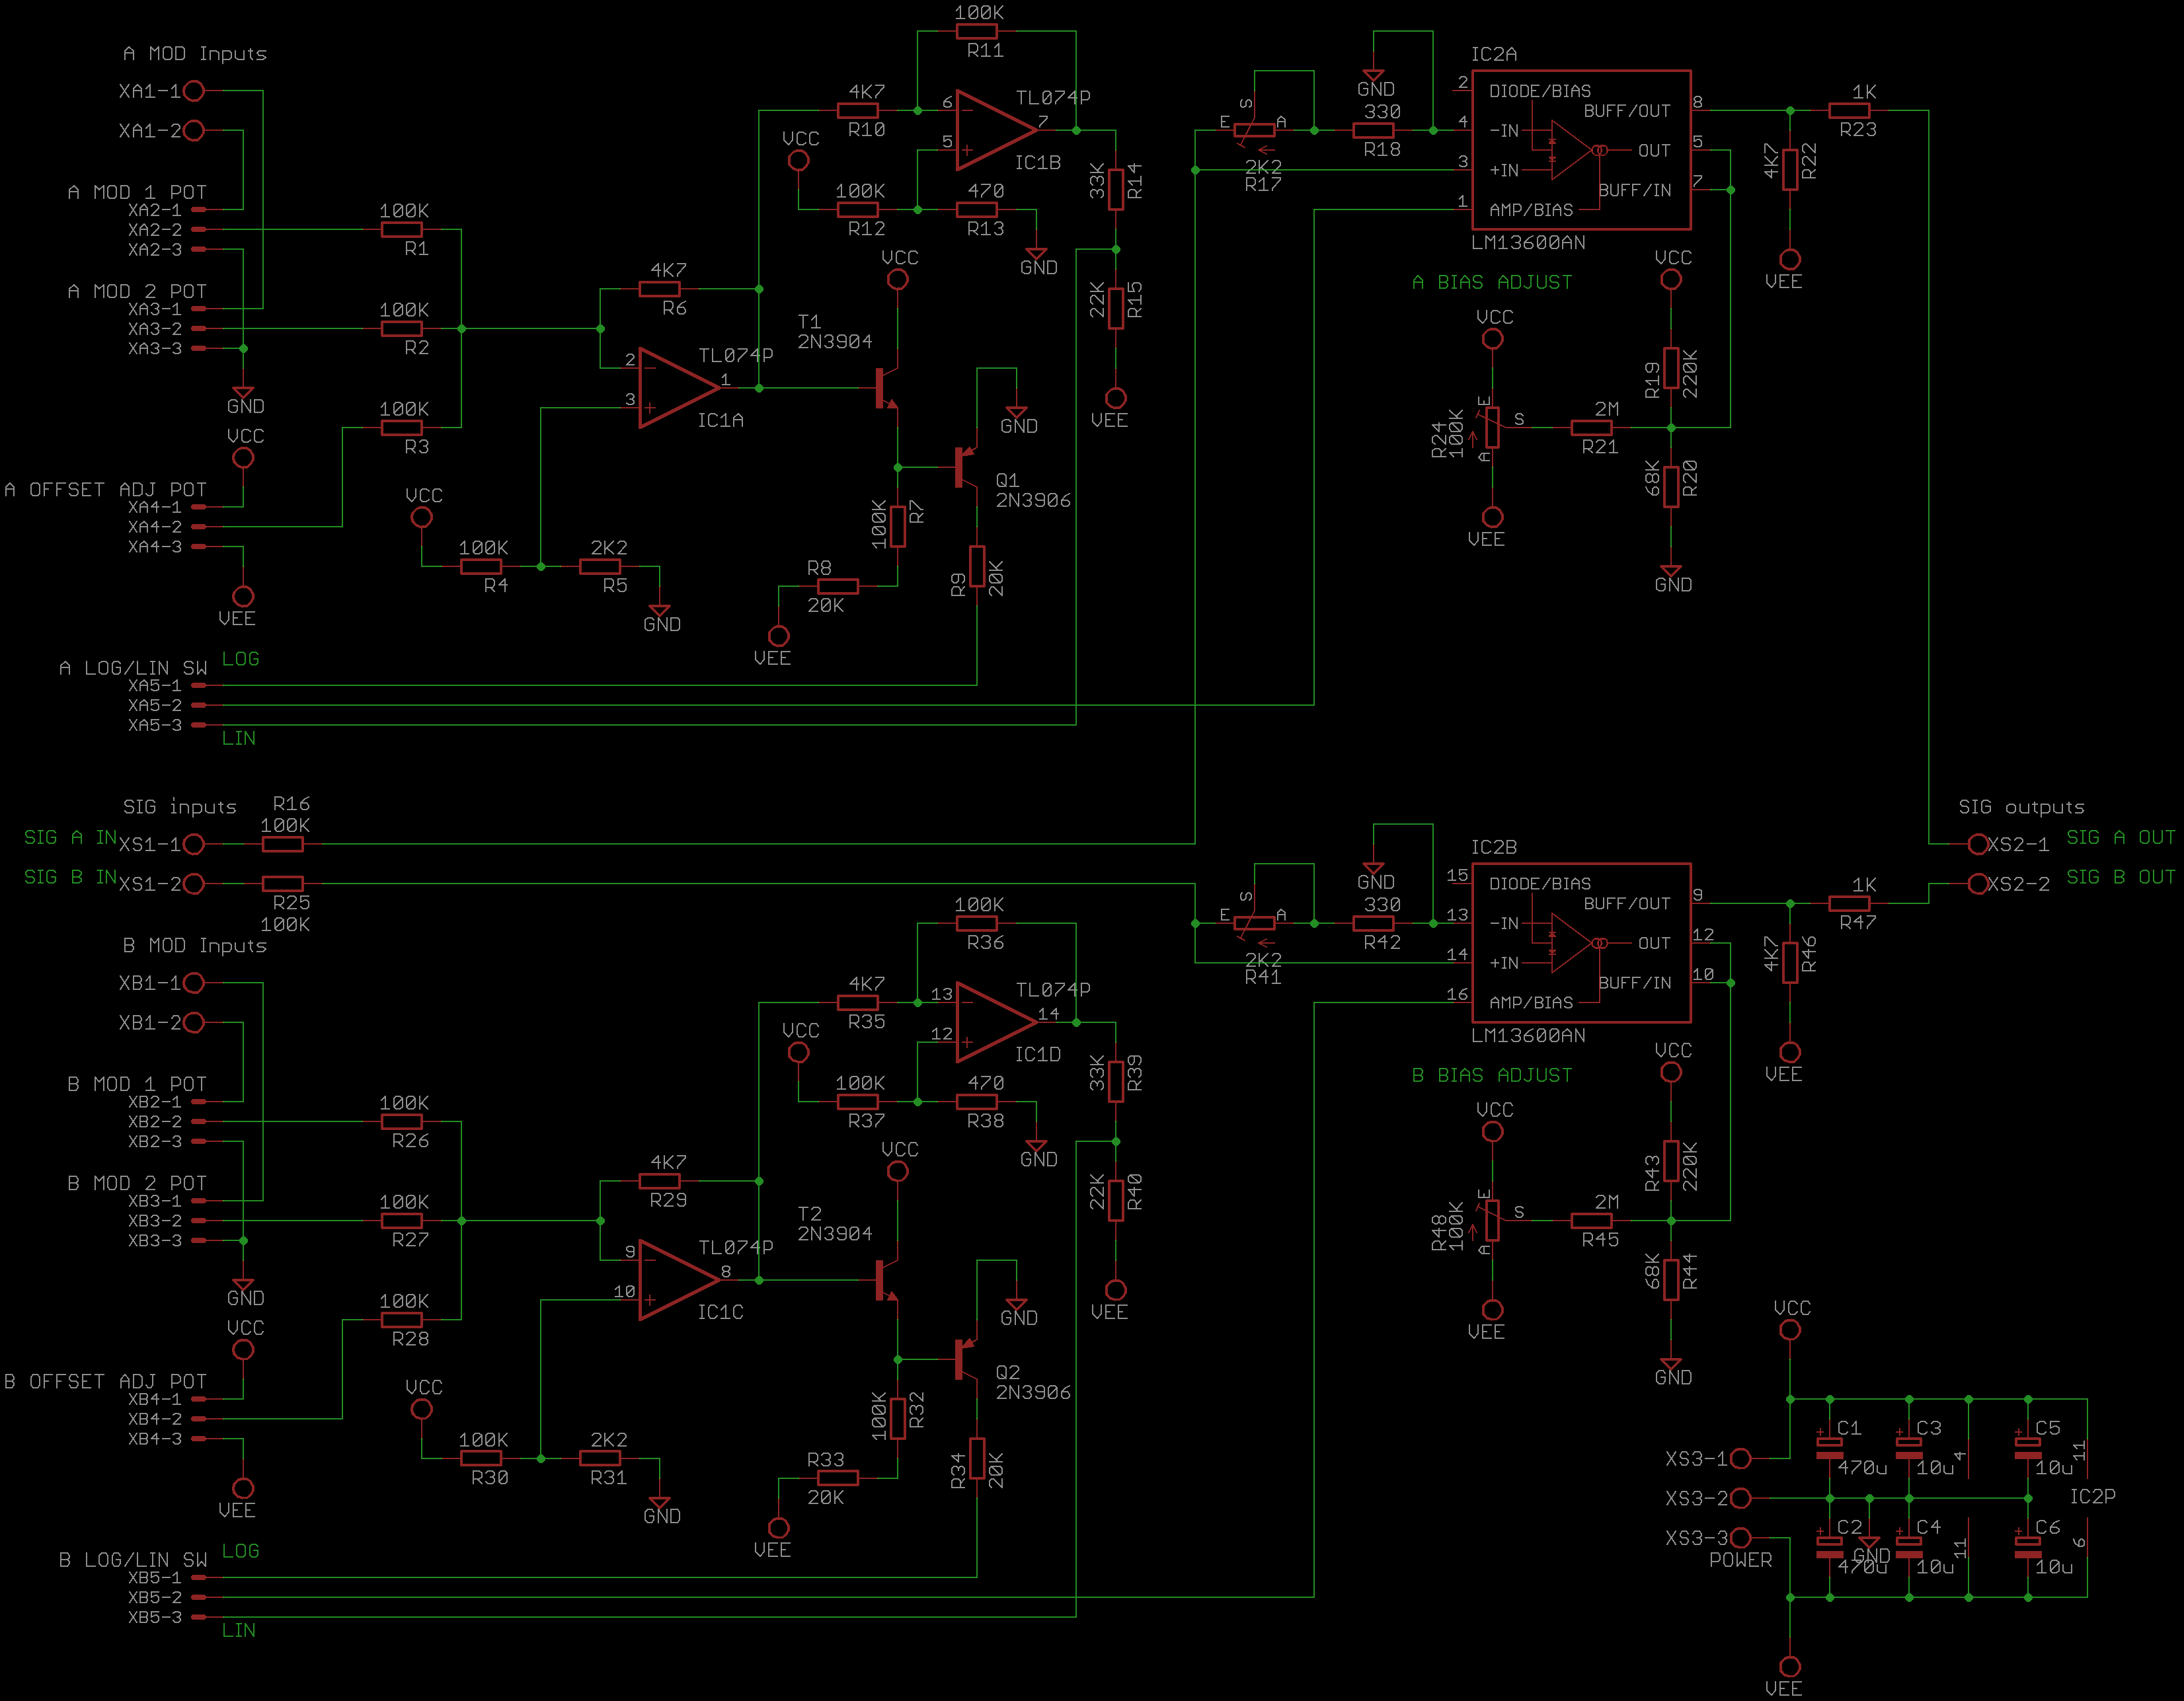 A MOD Inputs
XA1-1
XA1-2
A MOD 1 POT
XA2-1
XA2-2
XA2-3
A MOD 2 POT
XA3-1
XA3-2
XA3-3
GND
VCC
A OFFSET ADJ POT
XA4-1
XA4-2
XA4-3
VEE
A LOG/LIN SW
LOG
XA5-1
XA5-2
XA5-3
LIN
100K
R1
100K
R2
100K
R3
VCC
100K
R4
2K2
R5
GND
4K7
R6
2
3
1
TL074P
IC1A
100K
R11
4K7
R10
VCC
100K
R12
470
R13
GND
6
5
7
TL074P
IC1B
33K
R14
22K
R15
VEE
VCC
T1
2N3904
GND
Q1
2N3906
100K
R7
R8
20K
VEE
R9
20K
E
S
A
2K2
R17
GND
330
R18
IC2A
2
4
3
1
DIODE/BIAS
-IN
+IN
AMP/BIAS
BUFF/OUT
OUT
BUFF/IN
8
5
7
LM13600AN
1K
R23
4K7
R22
VEE
A BIAS ADJUST
VCC
R24
100K
E
S
A
VEE
2M
R21
VCC
R19
220K
68K
R20
GND
SIG inputs
SIG A IN
XS1-1
R16
100K
SIG B IN
XS1-2
R25
100K
SIG outputs
XS2-1
SIG A OUT
XS2-2
SIG B OUT
B MOD Inputs
XB1-1
XB1-2
B MOD 1 POT
XB2-1
XB2-2
XB2-3
B MOD 2 POT
XB3-1
XB3-2
XB3-3
GND
VCC
B OFFSET ADJ POT
XB4-1
XB4-2
XB4-3
VEE
B LOG/LIN SW
LOG
XB5-1
XB5-2
XB5-3
LIN
100K
R26
100K
R27
100K
R28
VCC
100K
R30
2K2
R31
GND
4K7
R29
9
10
8
TL074P
IC1C
100K
R36
4K7
R35
VCC
100K
R37
470
R38
GND
13
12
14
TL074P
IC1D
33K
R39
22K
R40
VEE
VCC
T2
2N3904
GND
Q2
2N3906
100K
R32
R33
20K
VEE
R34
20K
E
S
A
2K2
R41
GND
330
R42
IC2B
15
13
14
16
DIODE/BIAS
-IN
+IN
AMP/BIAS
BUFF/OUT
OUT
BUFF/IN
9
12
10
LM13600AN
1K
R47
4K7
R46
VEE
B BIAS ADJUST
VCC
R48
100K
E
S
A
VEE
2M
R45
VCC
R43
220K
68K
R44
GND
VCC
XS3-1
XS3-2
XS3-3
POWER
C1
470u
C3
10u
4
C5
10u
11
IC2P
C2
470u
GND
C4
10u
11
C6
10u
6
VEE